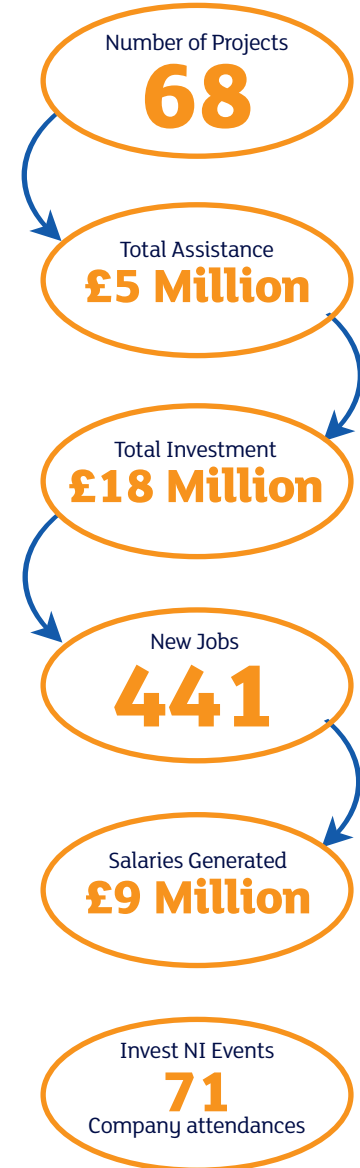 Number of Projects
68
Total Assistance
£5 Million
Total Investment
£18 Million
New Jobs
441
Salaries Generated
£9 Million
Invest NI Events
71
Company attendances